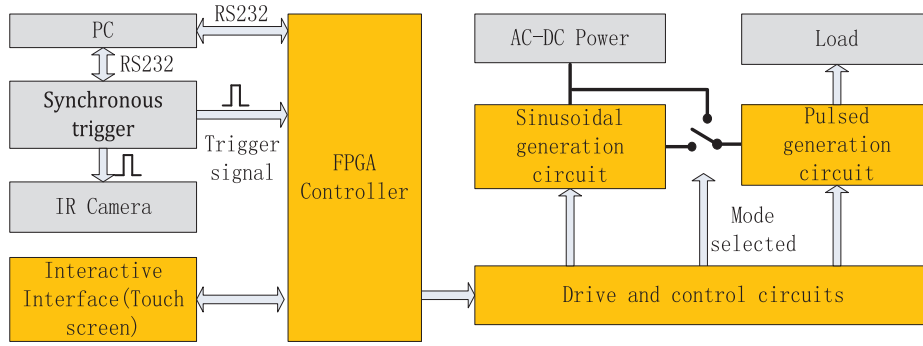 RS232
PC
RS232
Synchronous
trigger
Trigger
signal
IR Camera
Interactive
Interface(Touch
screen)
FPGA
Controller
AC-DC Power
Load
Sinusoidal
generation
circuit
Pulsed
generation
circuit
Mode
selected
Drive and control circuits